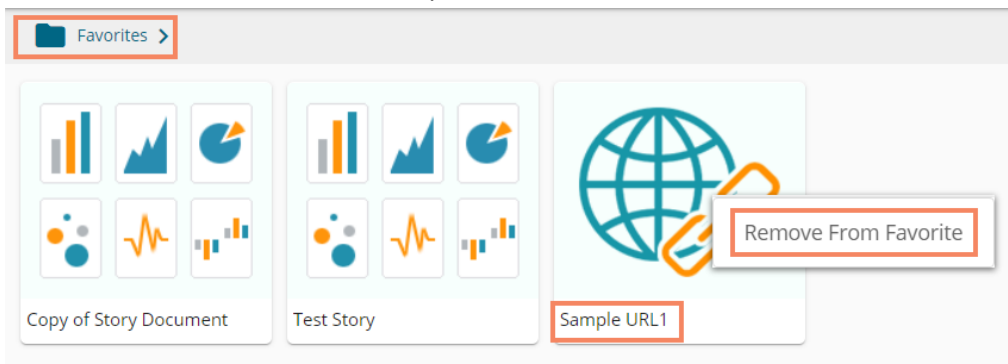 Favorites
Remove From Favorite
Copy of Story Document
Test Story
Sample URL1